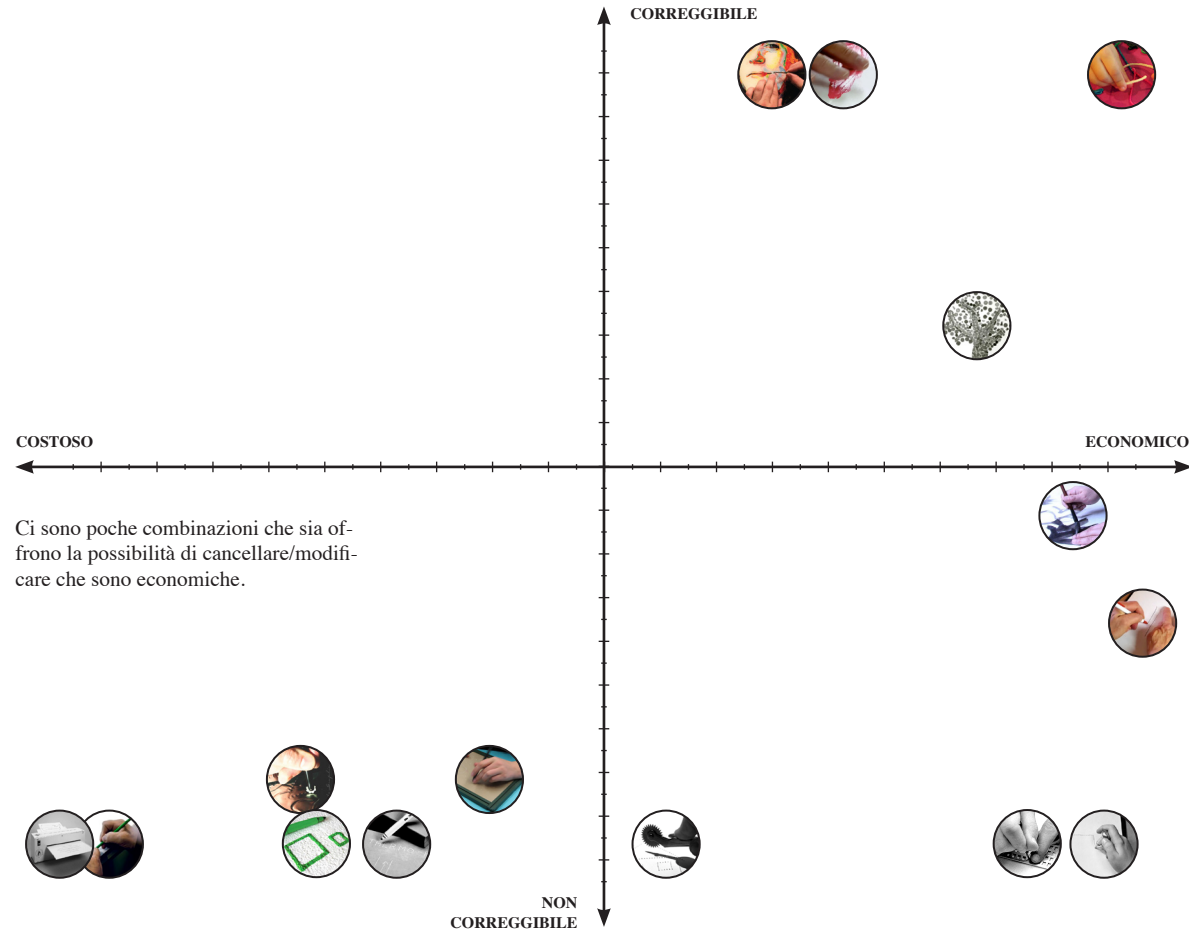 CORREGGIBILE
COSTOSO
ECONOMICO
Ci sono poche combinazioni che sia of-
frono la possibilità di cancellare/modifi-
care che sono economiche.
NON
CORREGGIBILE